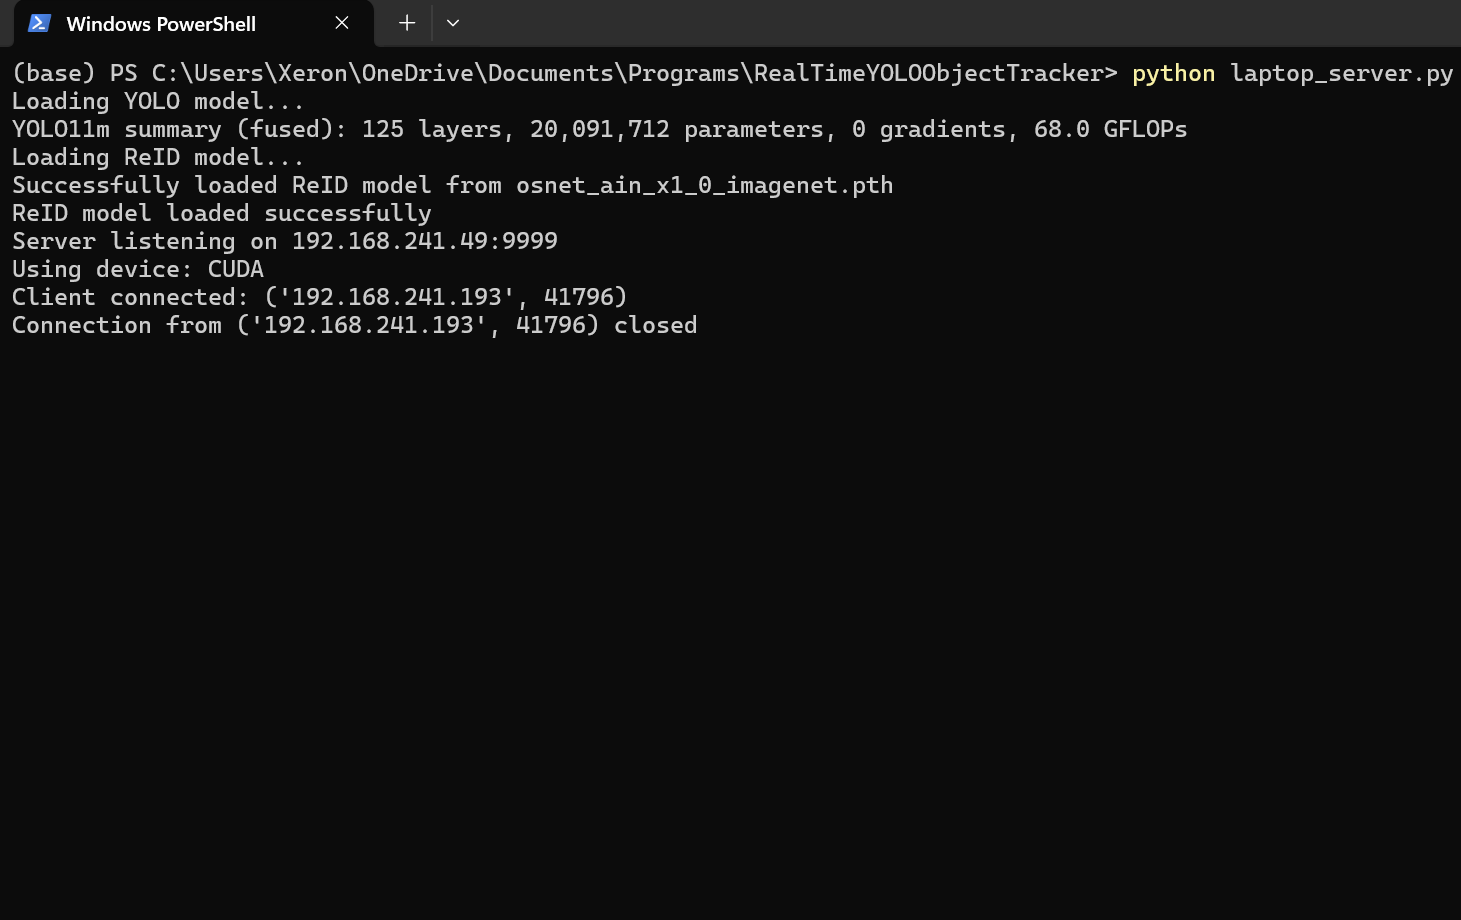 Windows PowerShell
(base) PS C:\Users\Xeron\OneDrive\Documents\Programs\RealTimeYOLOObjectTracker> python laptop_server.py
Loading YOLO model...
YOLO11m summary (fused): 125 layers, 20,091,712 parameters, 0 gradients, 68.0 GFLOPs
Loading ReID model...
Successfully loaded ReID model from osnet_ain_x1_0_imagenet.pth
ReID model loaded successfully
Server listening on 192.168.241.49:9999
Using device: CUDA
Client connected: ('192.168.241.193', 41796)
Connection from ('192.168.241.193', 41796) closed